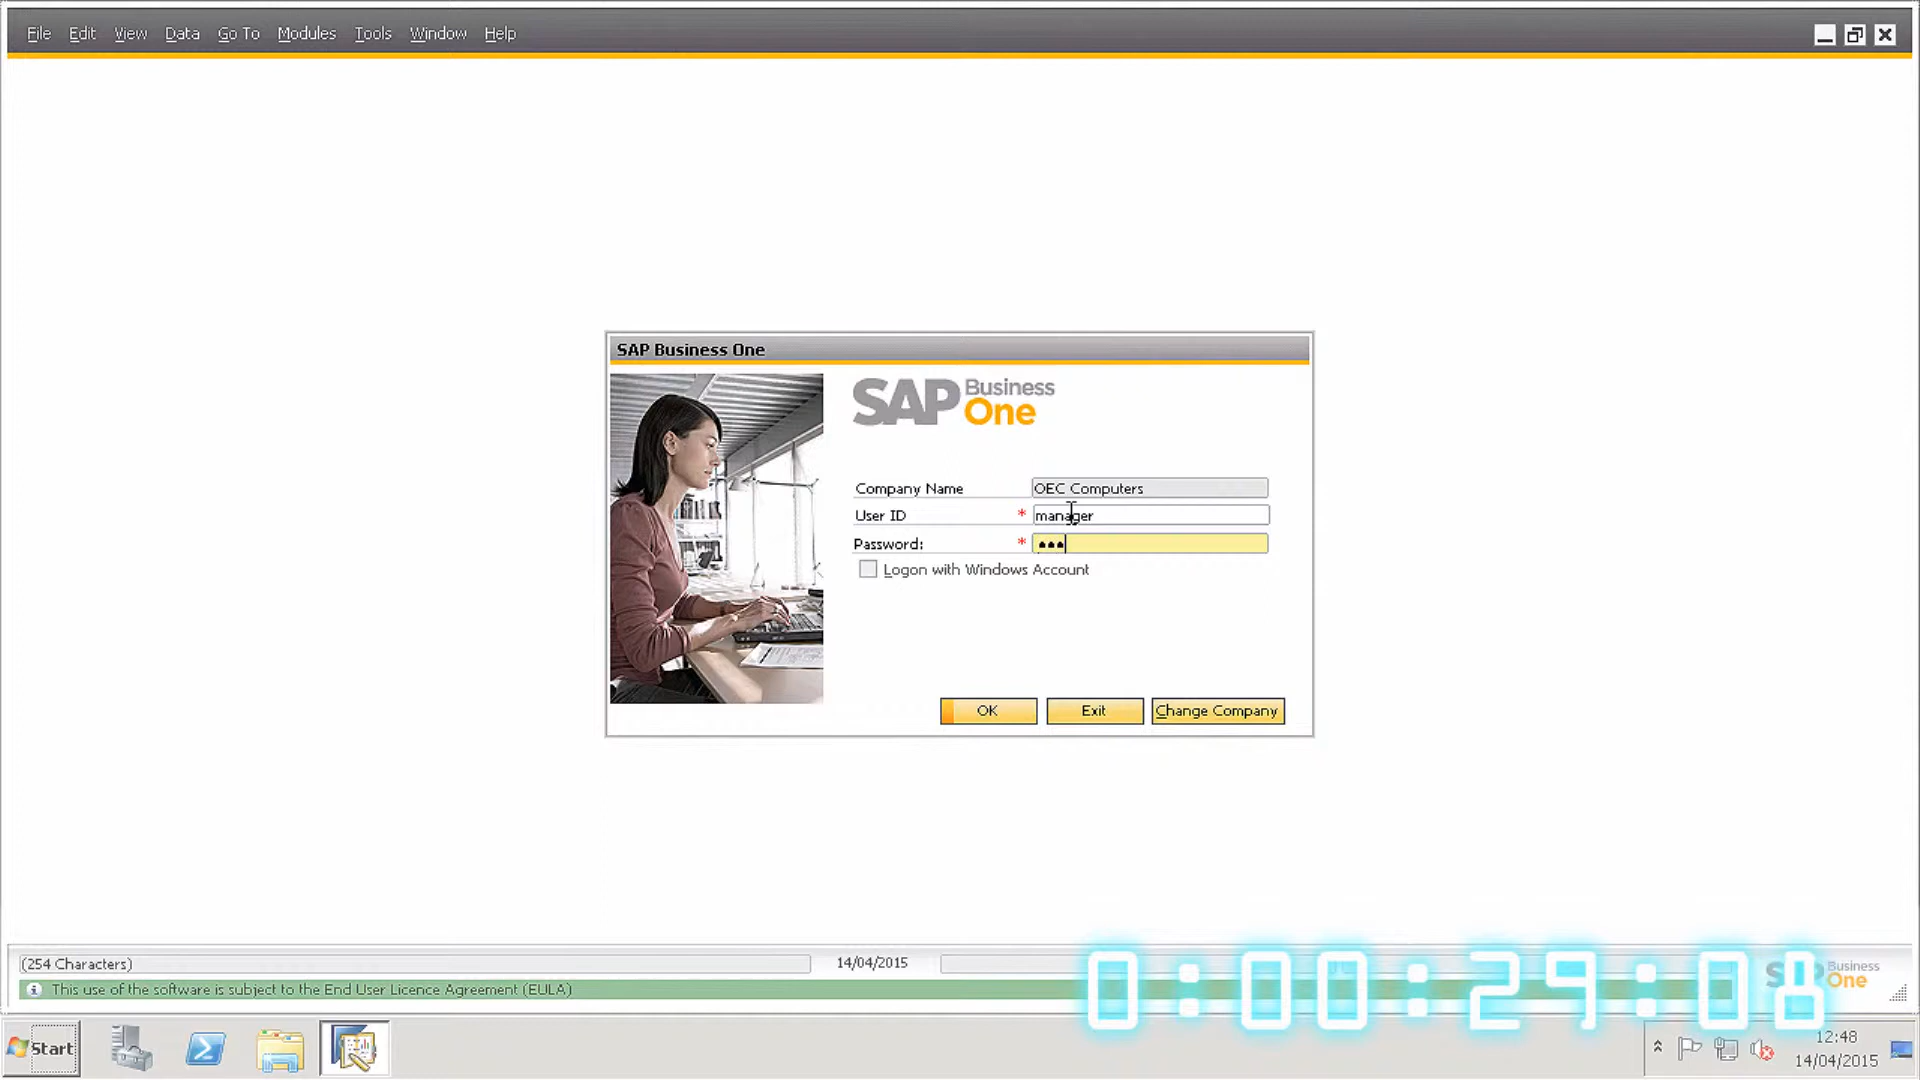 File Edit View Data Go To Modules Tools Window Help
SAP Business One
SAP Business One
Company Name OEC Computers
User ID * manager
Password: * •••
Logon with Windows Account
OK Exit Change Company
(254 Characters) 14/04/2015
SAP Business One
This use of the software is subject to the End User Licence Agreement (EULA)
0:00:29:08
Start
12:48
14/04/2015